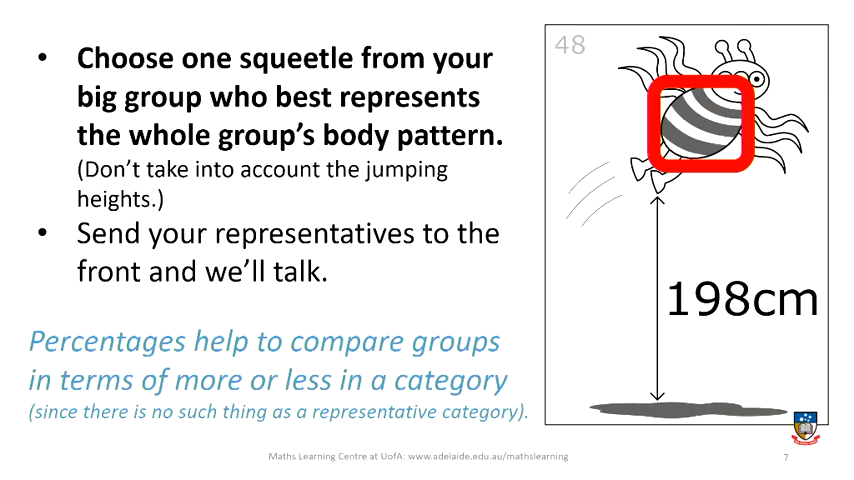 • Choose one squeetle from your
big group who best represents
the whole group's body pattern.
(Don't take into account the jumping
heights.)
• Send your representatives to the
front and we'll talk.
Percentages help to compare groups
in terms of more or less in a category
(since there is no such thing as a representative category).
48
198cm
Maths Learning Centre at UofA: www.adelaide.edu.au/mathslearning
7